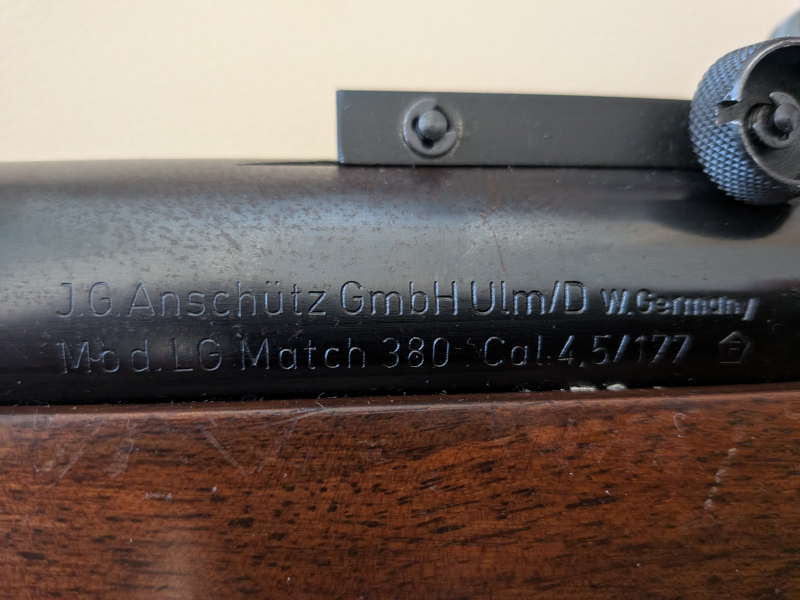 J.G.Anschütz GmbH Ulm/D W.Germany
Mod. LG Match 380 Cal.4,5/177 F